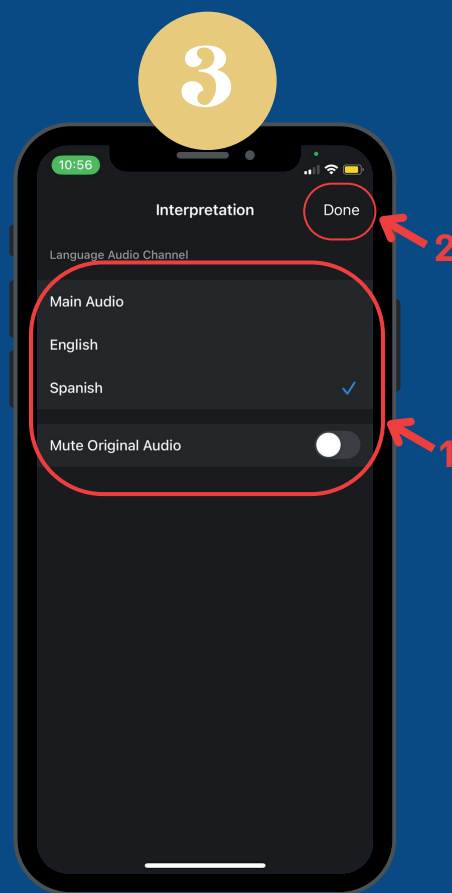 3
10:56
Interpretation
Done
2
Language Audio Channel
Main Audio
English
Spanish
Mute Original Audio
1